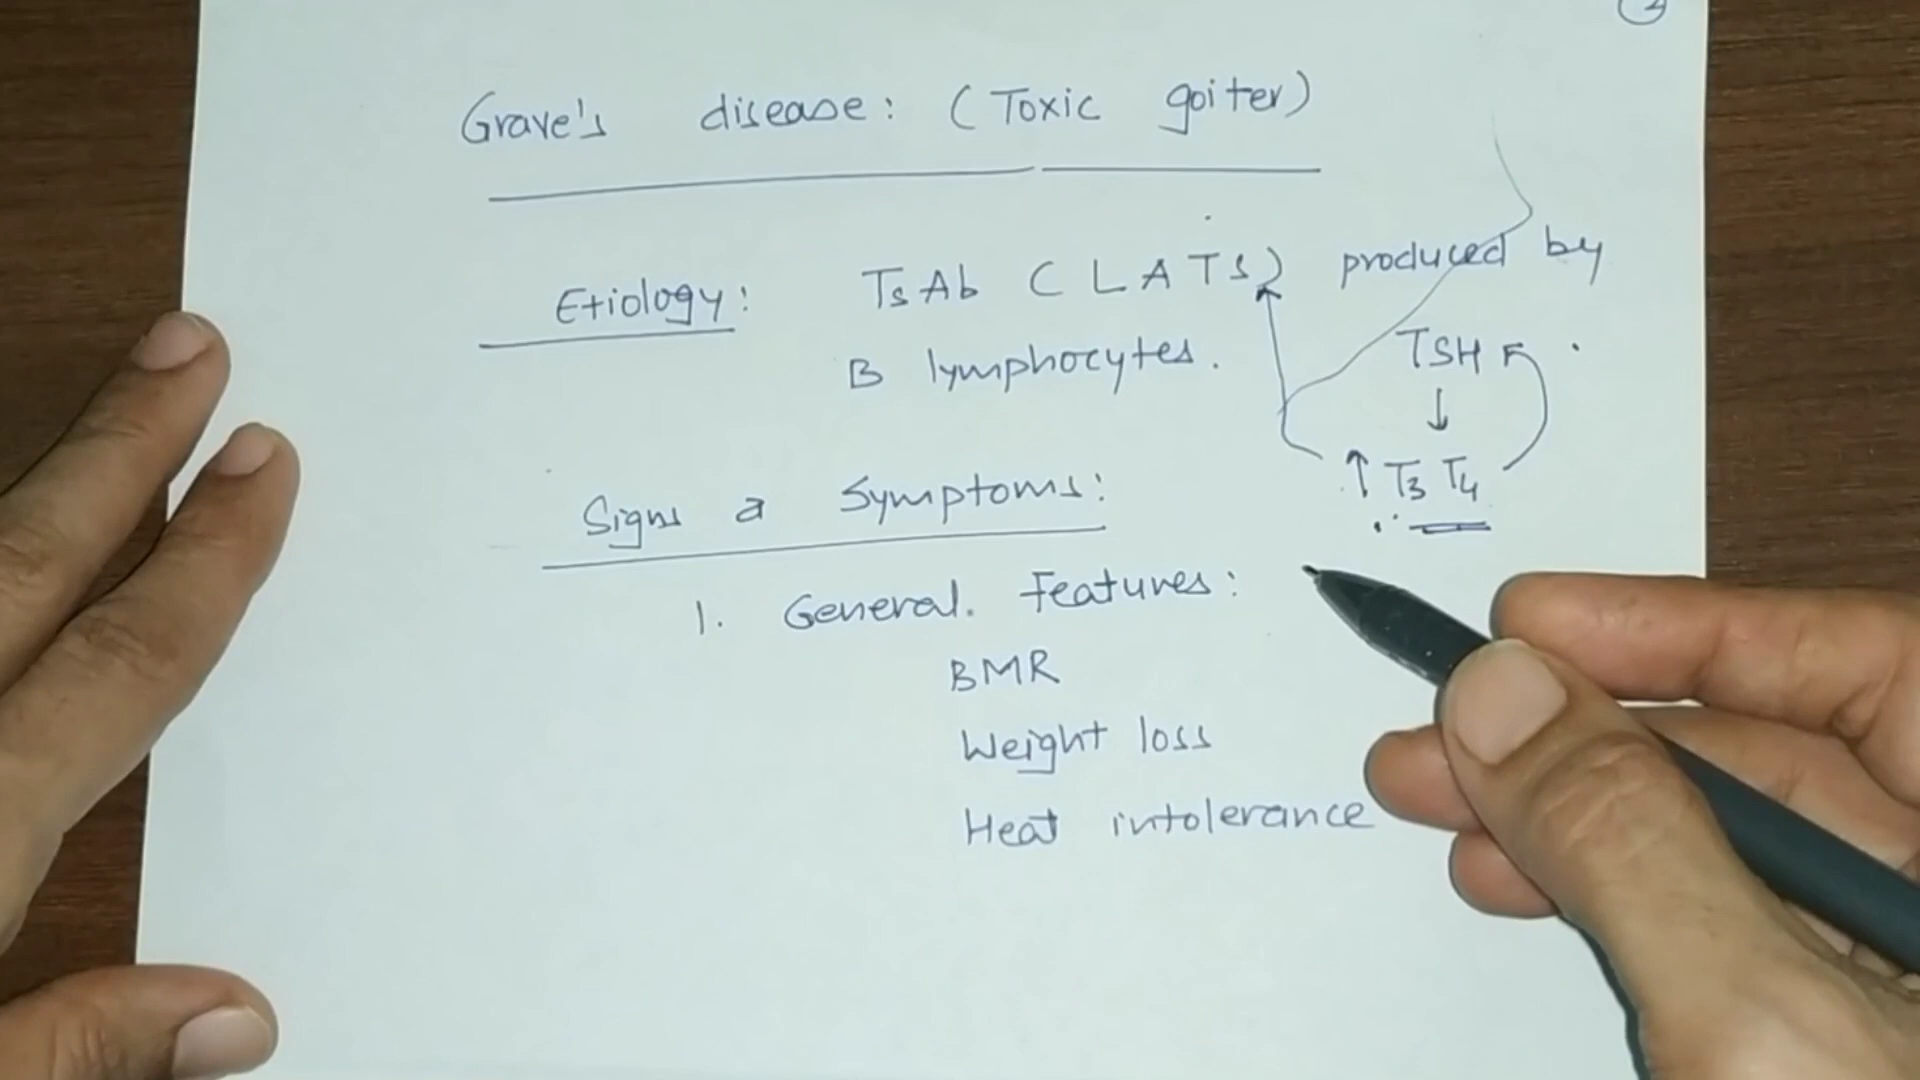 2
Grave's disease: (Toxic goiter)
Etiology: TsAb (LATS) produced by
B lymphocytes.
TSH
↓
↑ T3 T4
Signs & Symptoms:
1. General. Features:
BMR
Weight loss
Heat intolerance